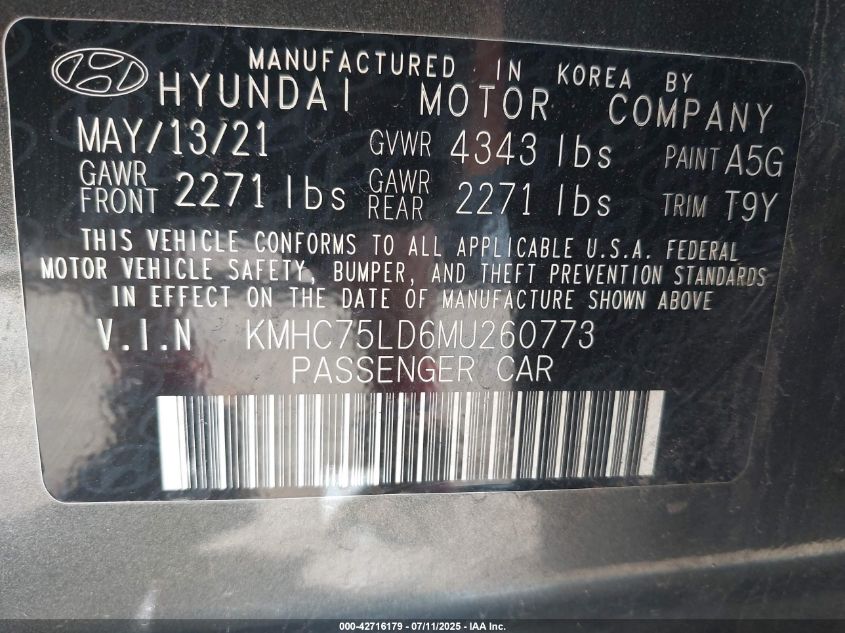 MANUFACTURED IN KOREA BY
HYUNDAI MOTOR COMPANY
MAY/13/21 GVWR 4343 lbs PAINT A5G
GAWR FRONT 2271 lbs GAWR REAR 2271 lbs TRIM T9Y
THIS VEHICLE CONFORMS TO ALL APPLICABLE U.S.A. FEDERAL
MOTOR VEHICLE SAFETY, BUMPER, AND THEFT PREVENTION STANDARDS
IN EFFECT ON THE DATE OF MANUFACTURE SHOWN ABOVE
V.I.N KMHC75LD6MU260773
PASSENGER CAR
000-42716179 - 07/11/2025 - IAA Inc.